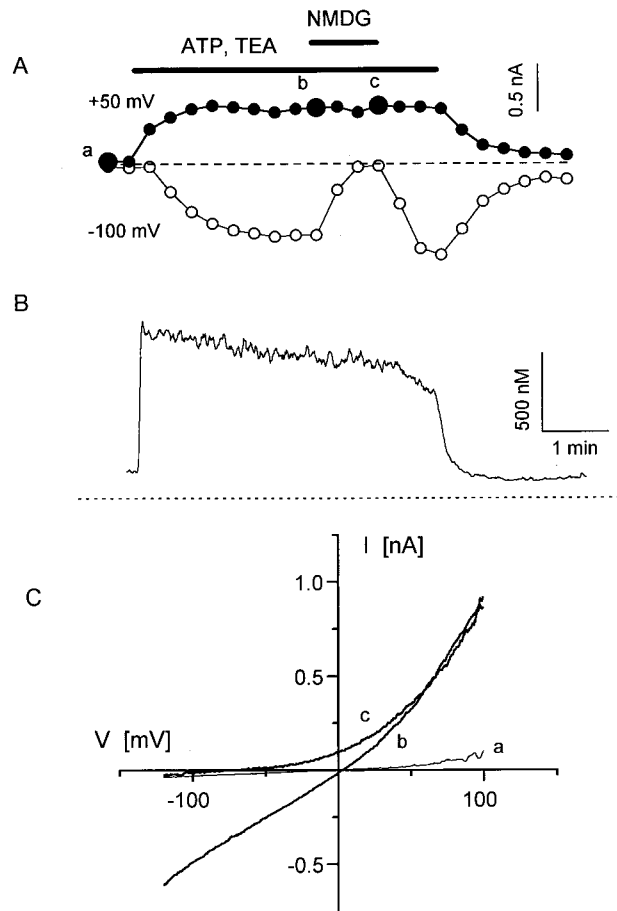 NMDG
A
ATP, TEA
0.5 nA
b
c
+50 mV
a
-100 mV
B
500 nM
1 min
I [nA]
C
1.0
0.5
c
b
V [mV]
a
-100
100
-0.5